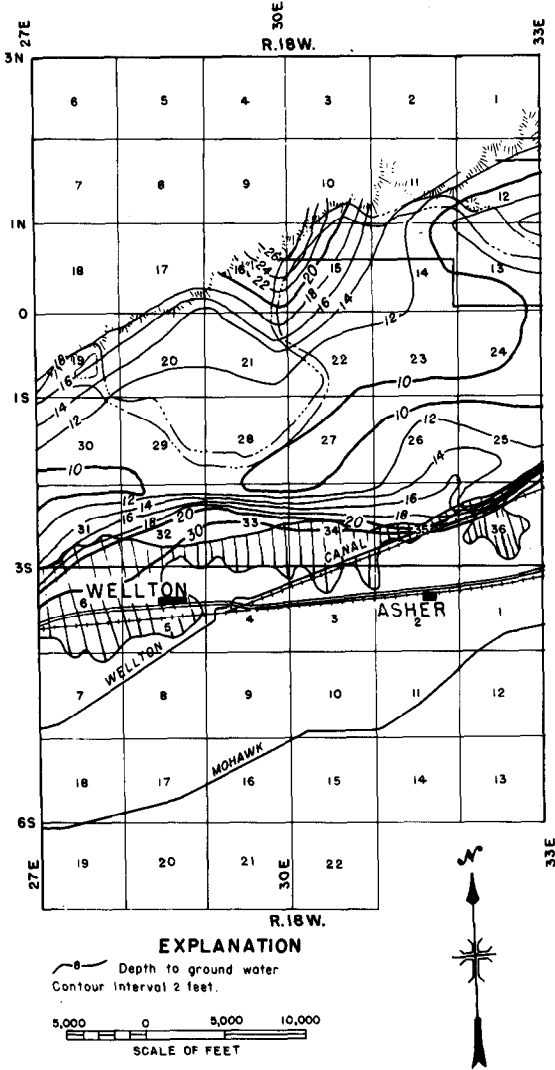 27E 30E 33E
R.18W.
3N
6 5 4 3 2 1
7 8 9 10 11 12
1N
18 17 16 15 14 13
26
24
22
20
18
16
14
12
0
18 19 20 21 22 23 24
16
14
12
10
1S
10
30 29 28 27 26 25
12
14
10
12
14
16
18
20
30
16
18
20
31 32 33 34 35 36
CANAL
3S
WELLTON
ASHER
6 5 4 3 2 1
WELLTON
7 8 9 10 11 12
MOHAWK
18 17 16 15 14 13
6S
19 20 21 22
27E 30E 33E
R.18W.
N
EXPLANATION
8 Depth to ground water
Contour Interval 2 feet.
5,000 0 5,000 10,000
SCALE OF FEET